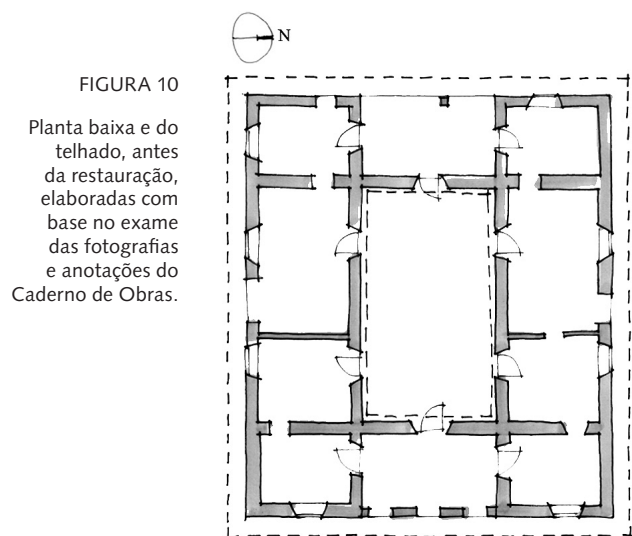 N
FIGURA 10
Planta baixa e do
telhado, antes
da restauração,
elaboradas com
base no exame
das fotografias
e anotações do
Caderno de Obras.